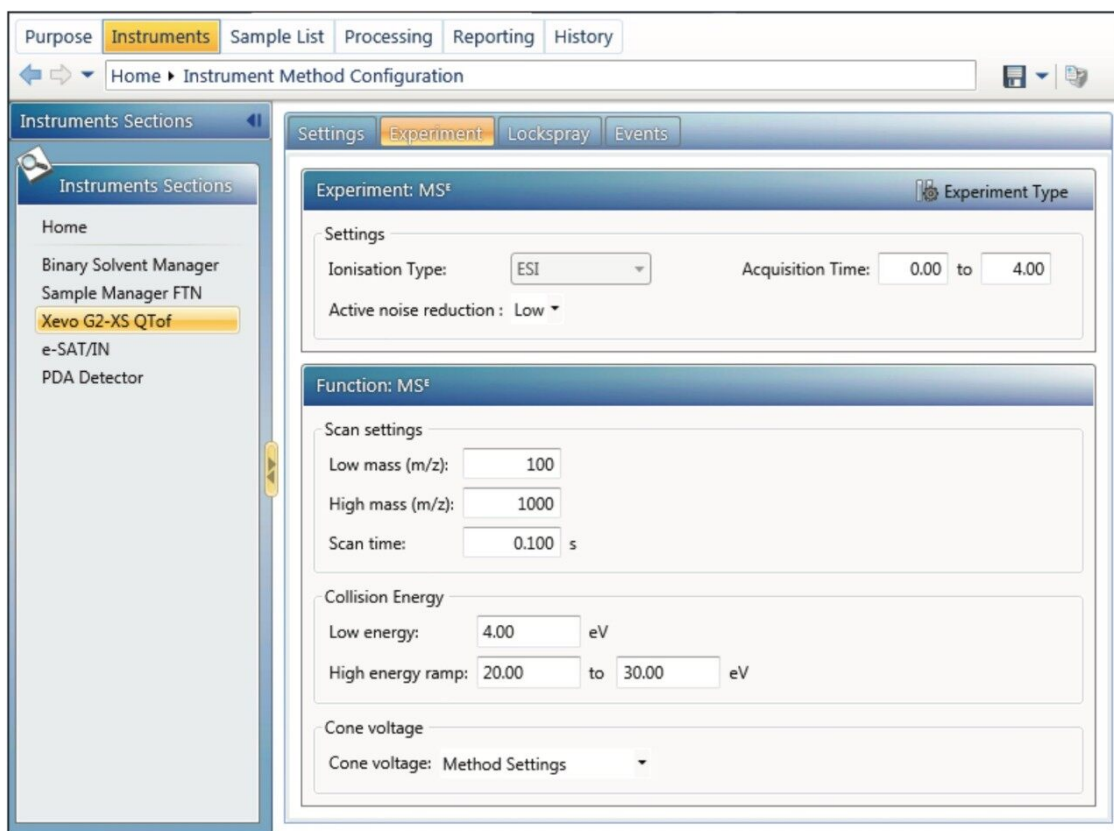 Purpose Instruments Sample List Processing Reporting History
Home ▸ Instrument Method Configuration
Instruments Sections
Instruments Sections
Home
Binary Solvent Manager
Sample Manager FTN
Xevo G2-XS QTof
e-SAT/IN
PDA Detector
Settings Experiment Lockspray Events
Experiment: MSᴱ Experiment Type
Settings
Ionisation Type: ESI Acquisition Time: 0.00 to 4.00
Active noise reduction : Low
Function: MSᴱ
Scan settings
Low mass (m/z): 100
High mass (m/z): 1000
Scan time: 0.100 s
Collision Energy
Low energy: 4.00 eV
High energy ramp: 20.00 to 30.00 eV
Cone voltage
Cone voltage: Method Settings